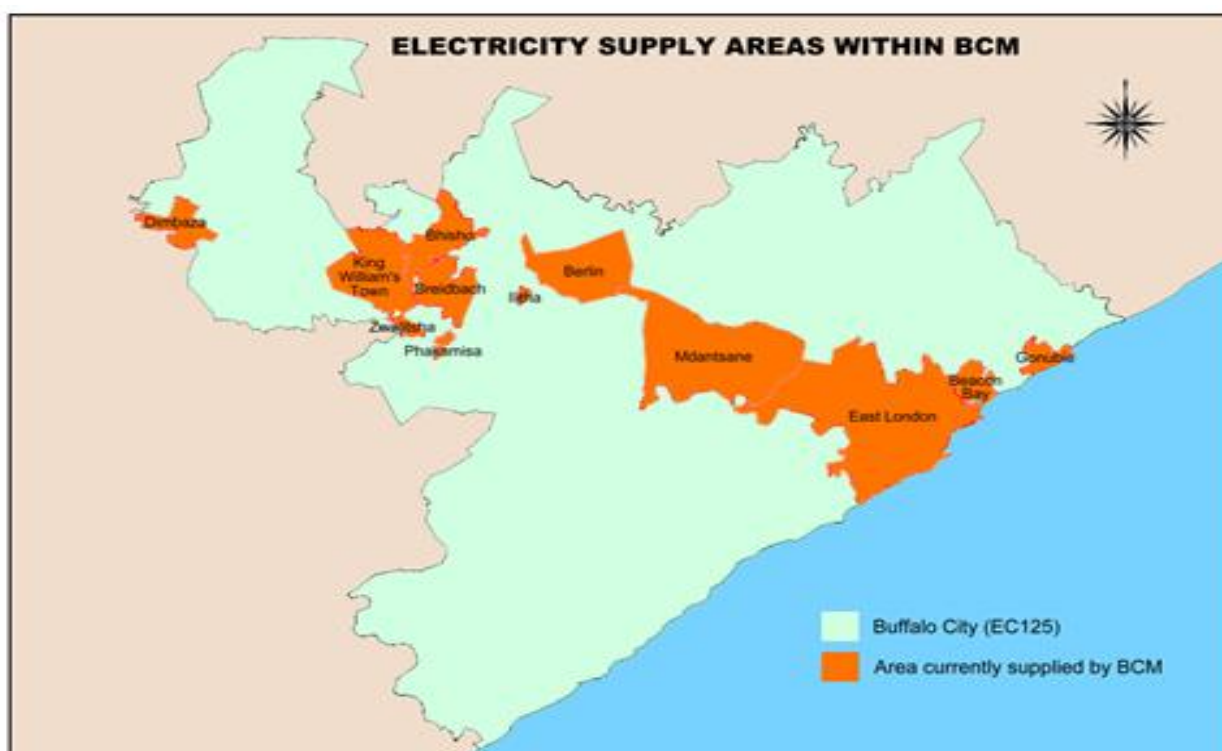 ELECTRICITY SUPPLY AREAS WITHIN BCM
Dimbaza
Bhisho
King
William's
Town
Breidbach
Berlin
Ilitha
Zwelitsha
Phakamisa
Mdantsane
Gonubie
Beacon
Bay
East London
Buffalo City (EC125)
Area currently supplied by BCM